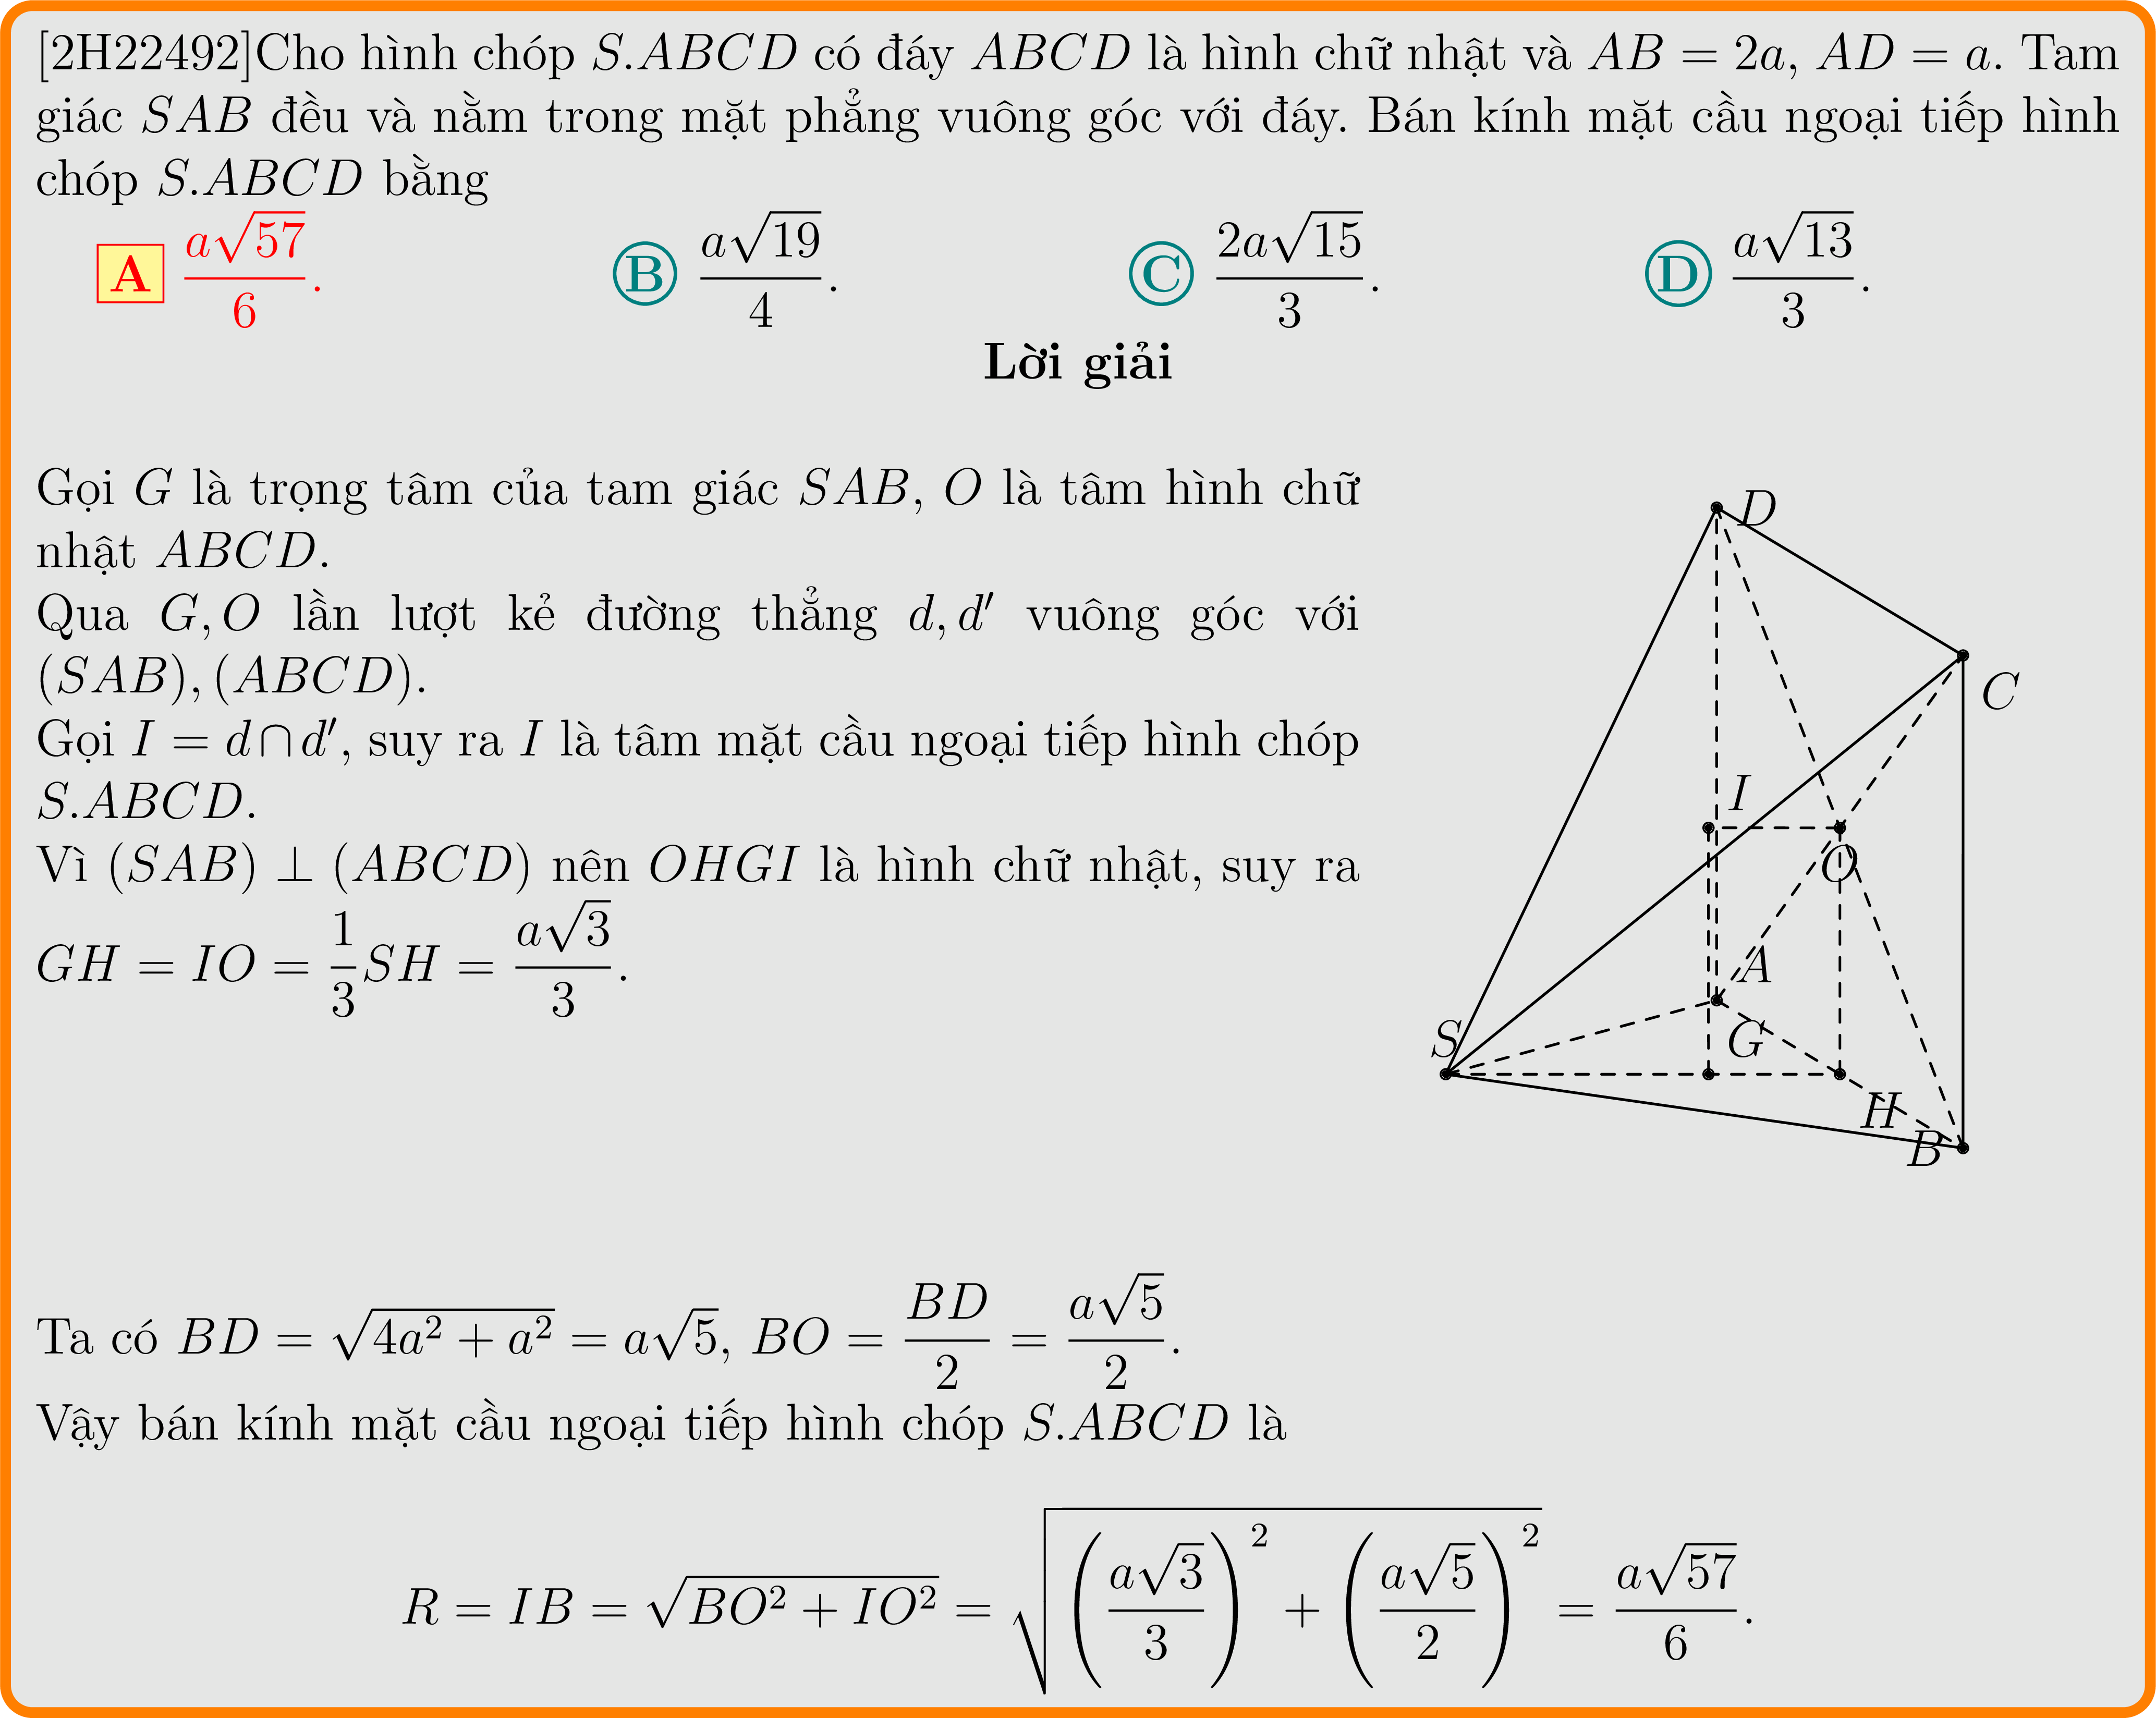 [2H22492]Cho hình chóp S.ABCD có đáy ABCD là hình chữ nhật và AB = 2a, AD = a. Tam
giác SAB đều và nằm trong mặt phẳng vuông góc với đáy. Bán kính mặt cầu ngoại tiếp hình
chóp S.ABCD bằng
A $\frac{a\sqrt{57}}{6}$. B $\frac{a\sqrt{19}}{4}$. C $\frac{2a\sqrt{15}}{3}$. D $\frac{a\sqrt{13}}{3}$.
Lời giải
Gọi G là trọng tâm của tam giác SAB, O là tâm hình chữ
nhật ABCD.
Qua G, O lần lượt kẻ đường thẳng d, d′ vuông góc với
(SAB), (ABCD).
Gọi I = d ∩ d′, suy ra I là tâm mặt cầu ngoại tiếp hình chóp
S.ABCD.
Vì (SAB) ⊥ (ABCD) nên OHGI là hình chữ nhật, suy ra
$GH = IO = \frac{1}{3}SH = \frac{a\sqrt{3}}{3}$.
D
C
I
O
A
S
G
H
B
Ta có $BD = \sqrt{4a^2 + a^2} = a\sqrt{5}$, $BO = \frac{BD}{2} = \frac{a\sqrt{5}}{2}$.
Vậy bán kính mặt cầu ngoại tiếp hình chóp S.ABCD là
$R = IB = \sqrt{BO^2 + IO^2} = \sqrt{\left(\frac{a\sqrt{3}}{3}\right)^2 + \left(\frac{a\sqrt{5}}{2}\right)^2} = \frac{a\sqrt{57}}{6}$.